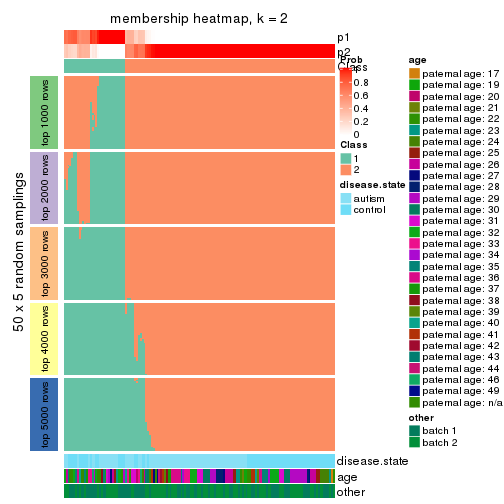 membership heatmap, k = 2
p1
p2
Class
50 x 5 random samplings
top 1000 rows
top 2000 rows
top 3000 rows
top 4000 rows
top 5000 rows
disease.state
age
other
Prob
1
0.8
0.6
0.4
0.2
0
Class
1
2
disease.state
autism
control
age
paternal age: 17
paternal age: 19
paternal age: 20
paternal age: 21
paternal age: 22
paternal age: 23
paternal age: 24
paternal age: 25
paternal age: 26
paternal age: 27
paternal age: 28
paternal age: 29
paternal age: 30
paternal age: 31
paternal age: 32
paternal age: 33
paternal age: 34
paternal age: 35
paternal age: 36
paternal age: 37
paternal age: 38
paternal age: 39
paternal age: 40
paternal age: 41
paternal age: 42
paternal age: 43
paternal age: 44
paternal age: 46
paternal age: 49
paternal age: n/a
other
batch 1
batch 2